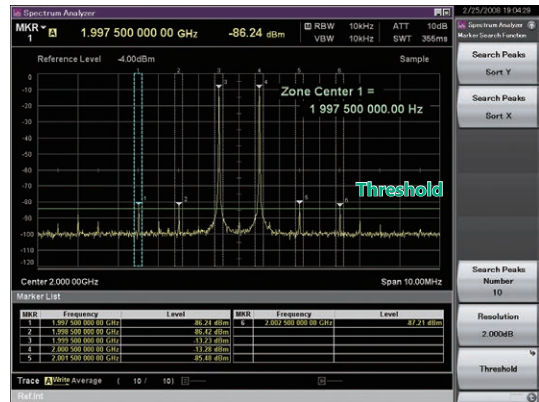 Spectrum Analyzer
2/25/2008 19:04:29
MKR
1
A
1.997 500 000 00 GHz
-86.24 dBm
RBW 10kHz
ATT 10dB
VBW 10kHz
SWT 355ms
Spectrum Analyzer
Marker Search Function
Reference Level -4.00dBm
Sample
Search Peaks
Sort Y
Search Peaks
Sort X
1 2 3 4 5 6
Zone Center 1 =
1 997 500 000.00 Hz
Threshold
0
-10
-20
-30
-40
-60
-70
-80
-90
-100
-110
-120
Center 2.000 00GHz
Span 10.00MHz
Search Peaks
Number
10
Marker List
MKR Frequency Level MKR Frequency Level
1 1.997 500 000 00 GHz -86.24 dBm 6 2.002 500 000 00 GHz 87.21 dBm
2 1.998 500 000 00 GHz -86.42 dBm
3 1.999 500 000 00 GHz -13.23 dBm
4 2.000 500 000 00 GHz -13.28 dBm
5 2.001 500 000 00 GHz -85.48 dBm
Resolution
2.000dB
Threshold
Trace A Write Average ( 10 / 10)
Ref.Int